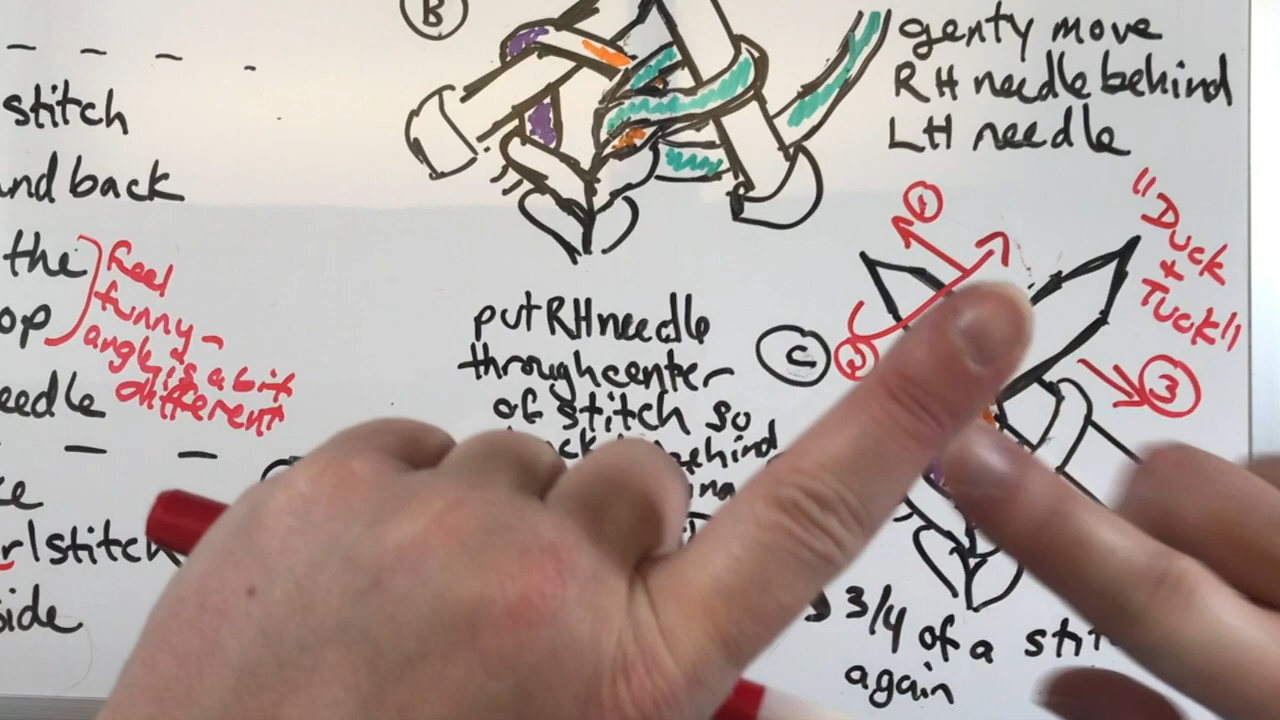 stitch
nd back
the
op
feel
funny-
angle is a bit
different
eedle
rl stitch
side
B
genty move
RH needle behind
LH needle
put RH needle
through center
of stitch so
C
1
2
3
"Duck
+
Tuck"
3/4 of a
again